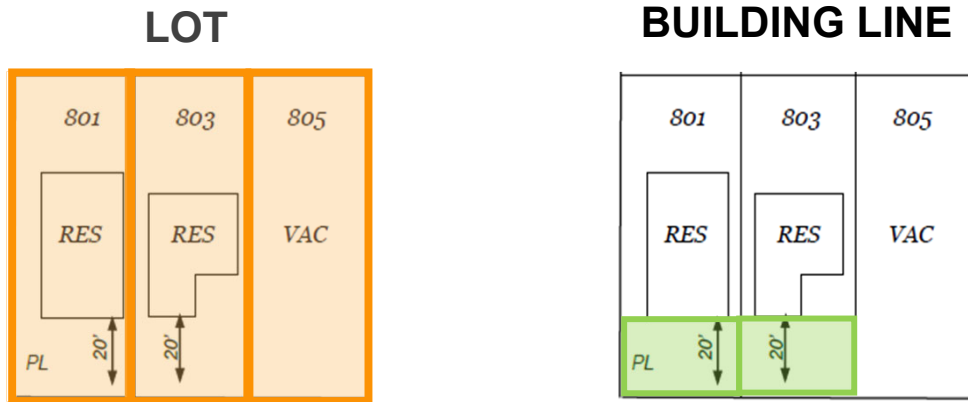 LOT
801 803 805
RES RES VAC
20' 20'
PL
BUILDING LINE
801 803 805
RES RES VAC
20' 20'
PL